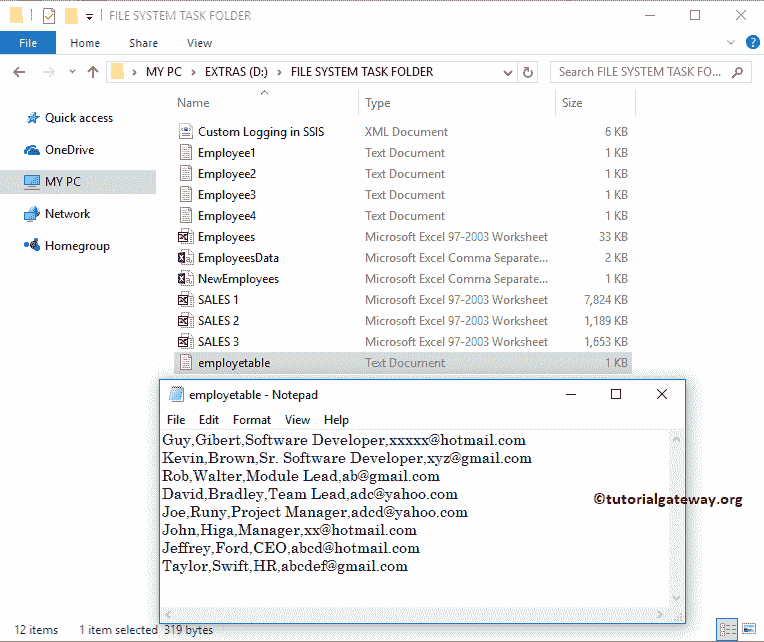 FILE SYSTEM TASK FOLDER
File Home Share View
MY PC EXTRAS (D:) FILE SYSTEM TASK FOLDER Search FILE SYSTEM TASK FO...
Name Type Size
Quick access
OneDrive
MY PC
Network
Homegroup
Custom Logging in SSIS XML Document 6 KB
Employee1 Text Document 1 KB
Employee2 Text Document 1 KB
Employee3 Text Document 1 KB
Employee4 Text Document 1 KB
Employees Microsoft Excel 97-2003 Worksheet 33 KB
EmployeesData Microsoft Excel Comma Separate... 2 KB
NewEmployees Microsoft Excel Comma Separate... 1 KB
SALES 1 Microsoft Excel 97-2003 Worksheet 7,824 KB
SALES 2 Microsoft Excel 97-2003 Worksheet 1,189 KB
SALES 3 Microsoft Excel 97-2003 Worksheet 1,653 KB
employetable Text Document 1 KB
employetable - Notepad
File Edit Format View Help
Guy,Gibert,Software Developer,xxxxx@hotmail.com
Kevin,Brown,Sr. Software Developer,xyz@gmail.com
Rob,Walter,Module Lead,ab@gmail.com
David,Bradley,Team Lead,adc@yahoo.com
Joe,Runy,Project Manager,adcd@yahoo.com
John,Higa,Manager,xx@hotmail.com
Jeffrey,Ford,CEO,abcd@hotmail.com
Taylor,Swift,HR,abcdef@gmail.com
©tutorialgateway.org
12 items 1 item selected 319 bytes